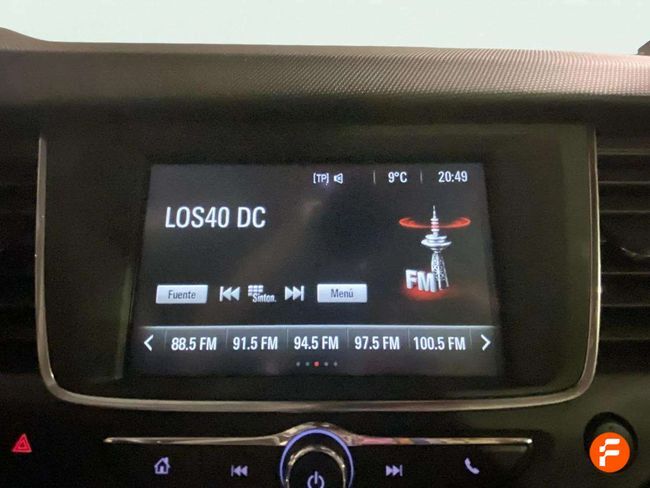 [TP] 9°C 20:49
LOS40 DC
FM
Fuente Sinton. Menú
88.5 FM 91.5 FM 94.5 FM 97.5 FM 100.5 FM